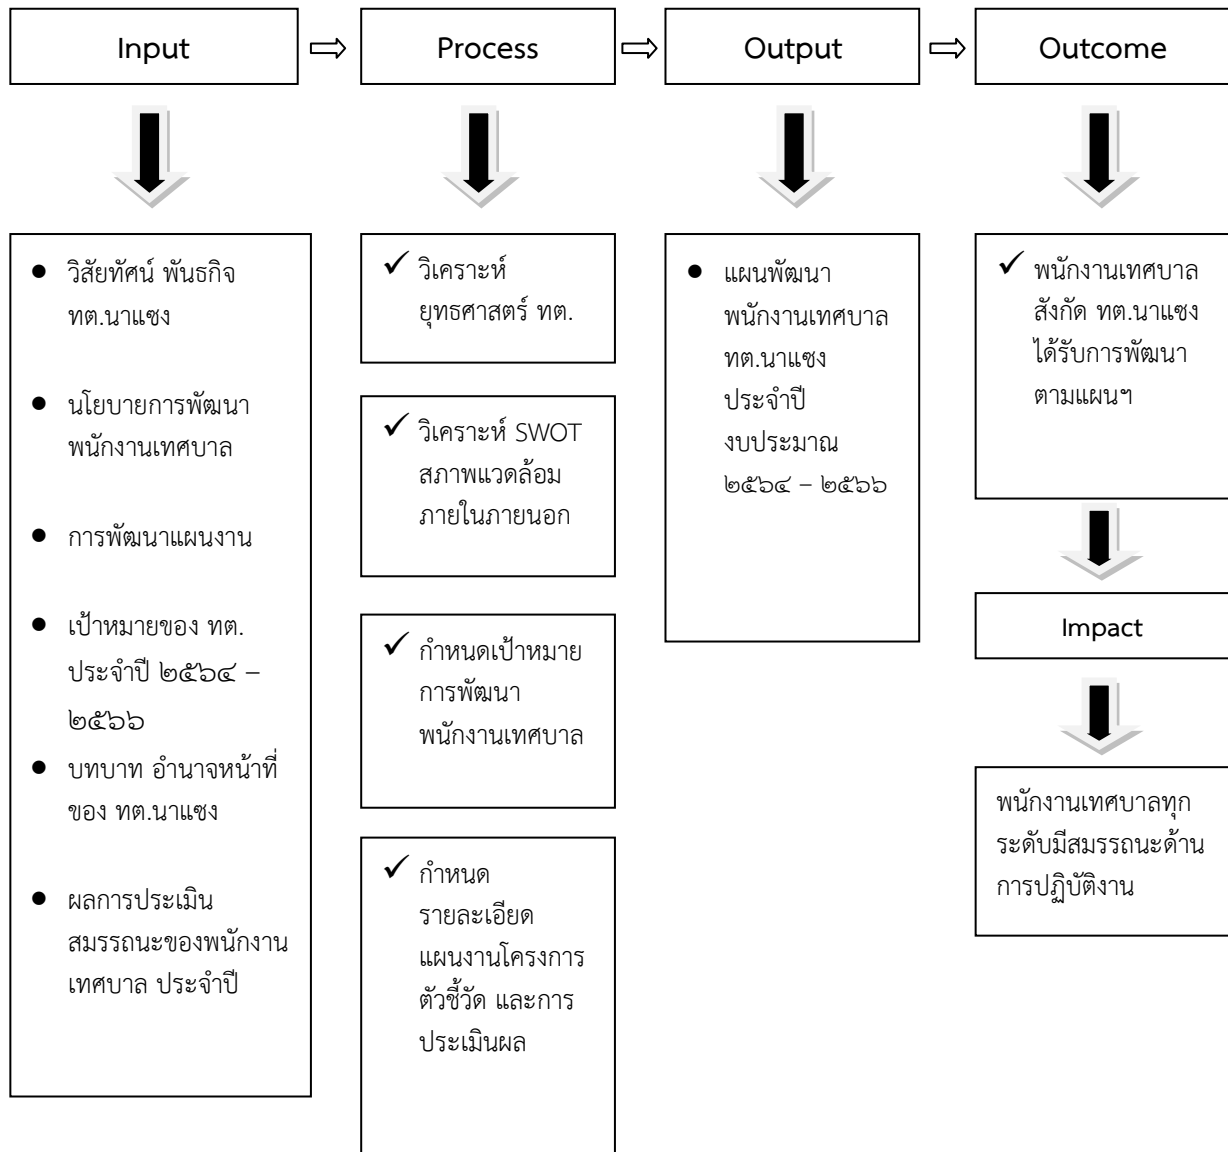 Input
Process
Output
Outcome
วิสัยทัศน์ พันธกิจ
ทต.นาแซง
นโยบายการพัฒนา
พนักงานเทศบาล
การพัฒนาแผนงาน
เป้าหมายของ ทต.
ประจำปี ๒๕๖๔ –
๒๕๖๖
บทบาท อำนาจหน้าที่
ของ ทต.นาแซง
ผลการประเมิน
สมรรถนะของพนักงาน
เทศบาล ประจำปี
วิเคราะห์
ยุทธศาสตร์ ทต.
วิเคราะห์ SWOT
สภาพแวดล้อม
ภายในภายนอก
กำหนดเป้าหมาย
การพัฒนา
พนักงานเทศบาล
กำหนด
รายละเอียด
แผนงานโครงการ
ตัวชี้วัด และการ
ประเมินผล
แผนพัฒนา
พนักงานเทศบาล
ทต.นาแซง
ประจำปี
งบประมาณ
๒๕๖๔ – ๒๕๖๖
พนักงานเทศบาล
สังกัด ทต.นาแซง
ได้รับการพัฒนา
ตามแผนฯ
Impact
พนักงานเทศบาลทุก
ระดับมีสมรรถนะด้าน
การปฏิบัติงาน